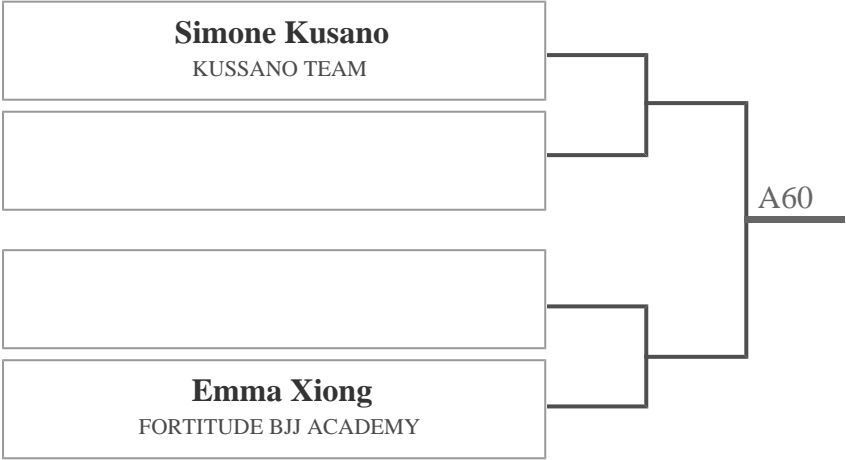 Simone Kusano
KUSSANO TEAM
A60
Emma Xiong
FORTITUDE BJJ ACADEMY